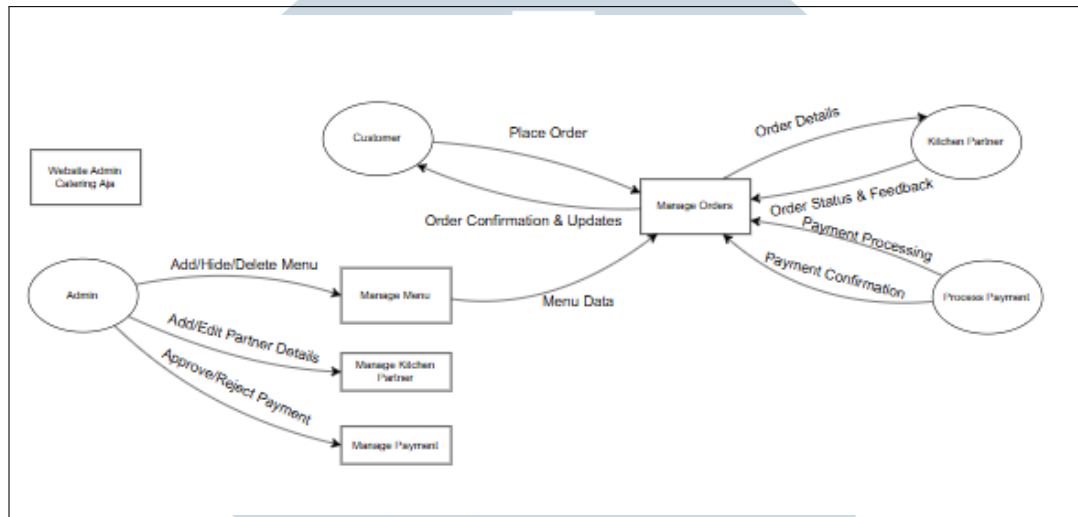 Customer
Place Order
Order Details
Kitchen Partner
Website Admin
Catering Aja
Manage Orders
Order Status & Feedback
Order Confirmation & Updates
Payment Processing
Payment Confirmation
Add/Hide/Delete Menu
Admin
Manage Menu
Menu Data
Process Payment
Add/Edit Partner Details
Manage Kitchen
Partner
Approve/Reject Payment
Manage Payment